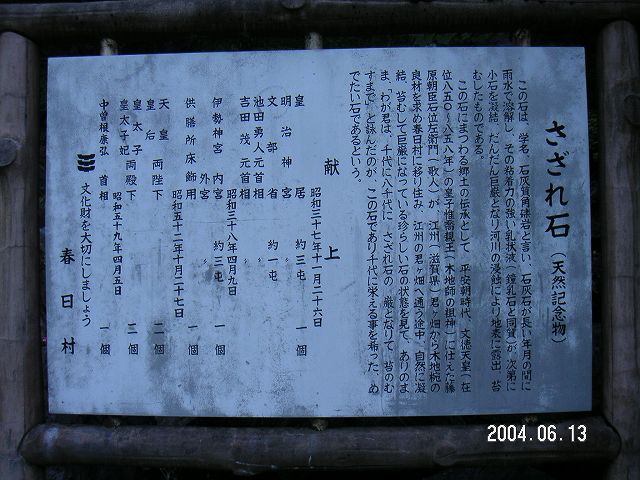 さざれ石（天然記念物）
この石は、学名、石灰質角礫岩と言い、石灰石が長い年月の間に
雨水で溶解し、その粘着力の強い乳状液（鐘乳石と同質）が、次第に
小石を凝結し、だんだん巨巌となり河川の浸蝕により地表に露出、苔
むしたものである。
この石にまつわる郷土の伝承として、平安朝時代、文徳天皇（在
位八五〇〜八五八年）の皇子惟喬親王（木地師の祖神）に仕えた藤
原朝臣石位左衛門（歌人）が、江州（滋賀県）君ヶ畑から木地椀の
良材を求め春日村に移り住み、江州の君ヶ畑へ通う途中、自然に凝
結、苔むして巨巌になっている珍らしい石の状態を見て、ありのま
ま、「わが君は、千代に八千代に、さざれ石の、巌となりて、苔のむ
すまで」と詠んだのが、この石であり千代に栄える事を希った、め
でたい石であるという。
献上
昭和三十七年十一月二十六日
皇居 約三屯 一個
明治神宮 〃
文部省 約一屯
池田勇人元首相 〃
吉田茂元首相 〃
昭和三十八年四月九日
伊勢神宮 内宮 約三屯 一個
〃 外宮
供膳所床飾用 一個
昭和五十二年十月二十七日
天皇
皇后 両陛下 二個
皇太子
皇太子妃 両殿下 三個
昭和五十九年四月五日
中曽根康弘 首相 一個
文化財を大切にしましょう
春日村
2004.06.13